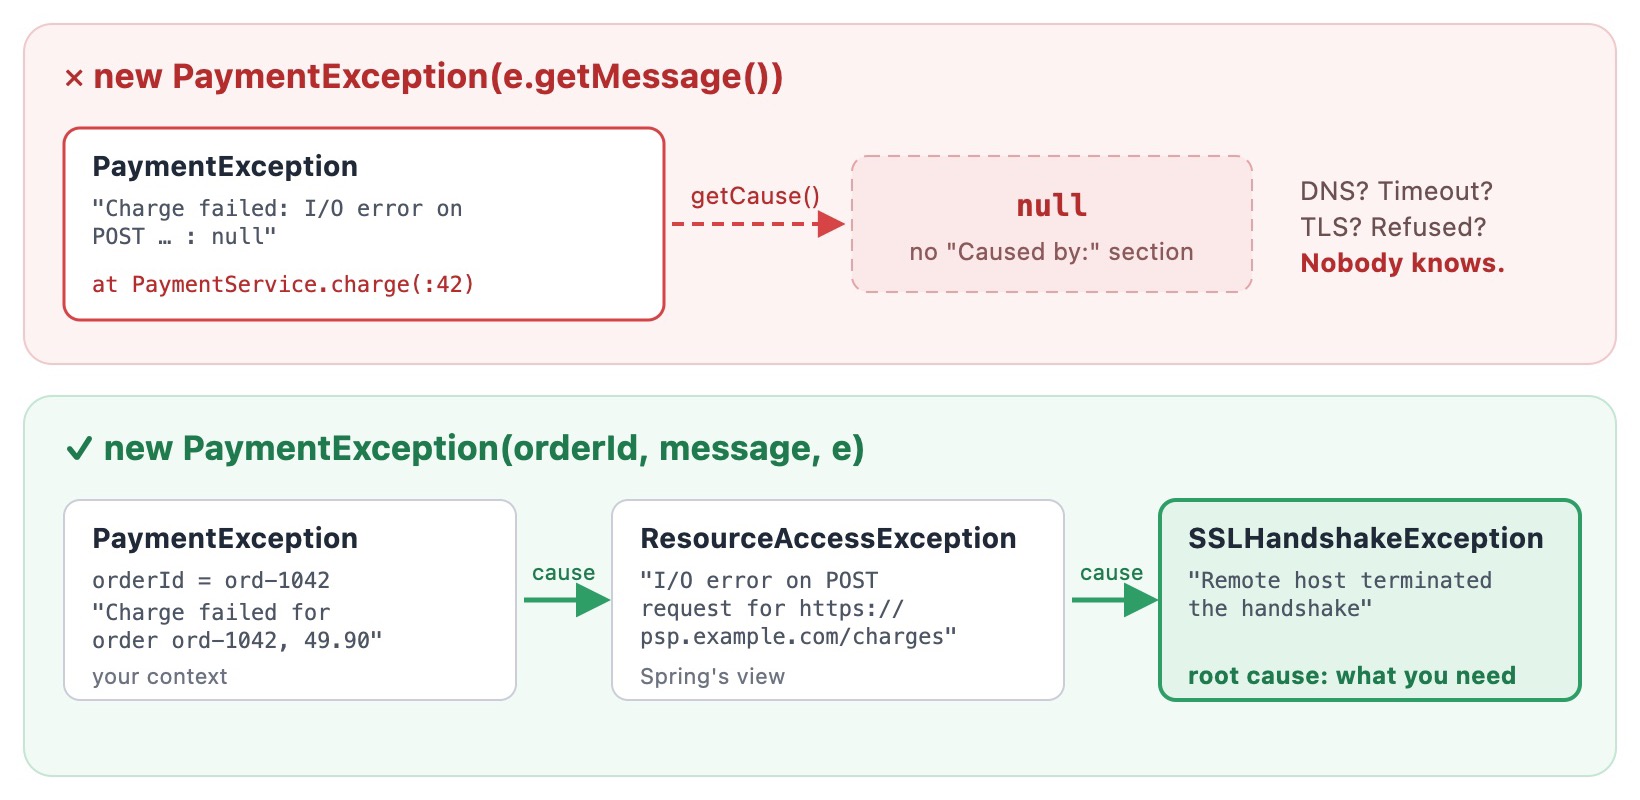 × new PaymentException(e.getMessage())
PaymentException
"Charge failed: I/O error on
POST … : null"
at PaymentService.charge(:42)
getCause()
null
no "Caused by:" section
DNS? Timeout?
TLS? Refused?
Nobody knows.
✓ new PaymentException(orderId, message, e)
PaymentException
orderId = ord-1042
"Charge failed for
order ord-1042, 49.90"
your context
cause
ResourceAccessException
"I/O error on POST
request for https://
psp.example.com/charges"
Spring's view
cause
SSLHandshakeException
"Remote host terminated
the handshake"
root cause: what you need